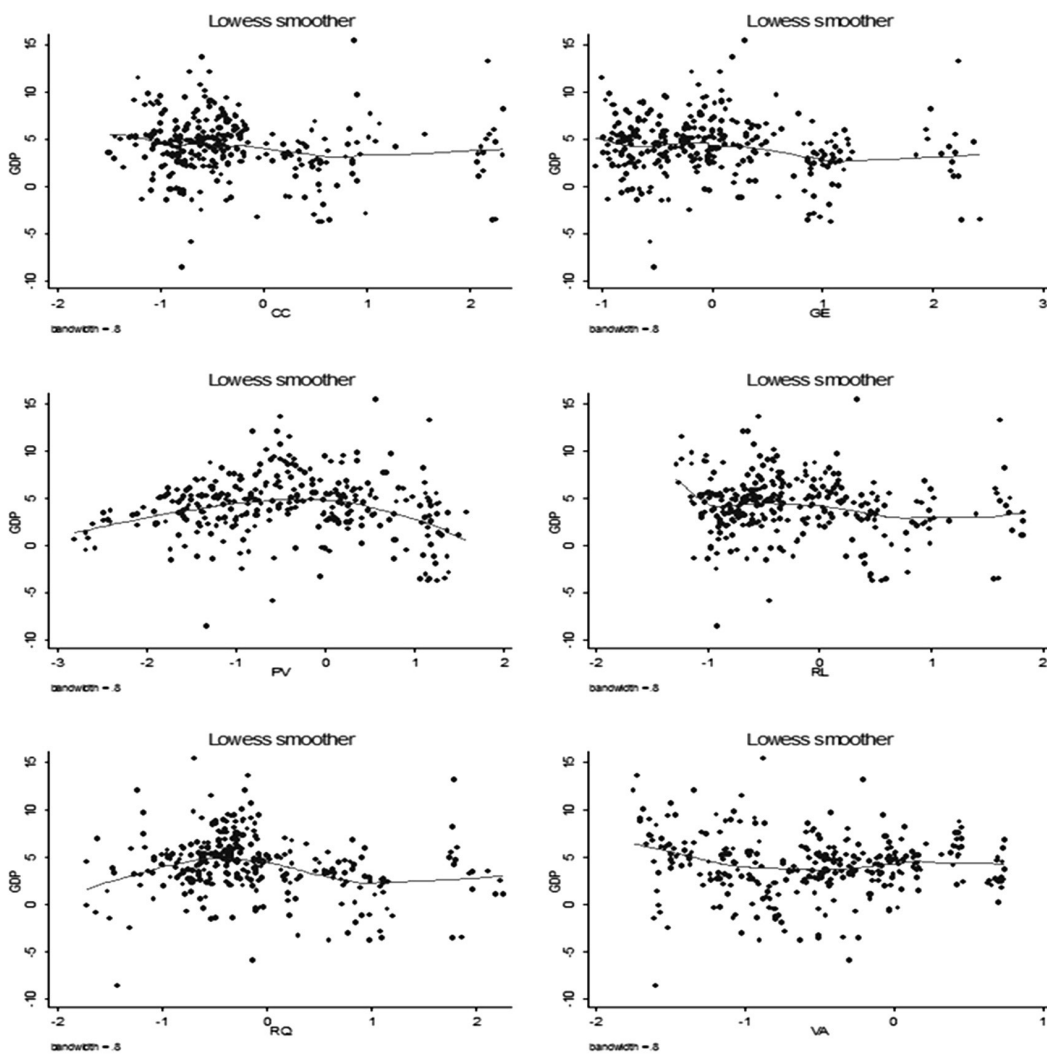 Lowess smoother
15
10
5
0
-5
-10
GDP
-2 -1 0 1 2
CC
bandwidth = .8
Lowess smoother
15
10
5
0
-5
-10
GDP
-1 0 1 2 3
GE
bandwidth = .8
Lowess smoother
15
10
5
0
-5
-10
GDP
-3 -2 -1 0 1 2
PV
bandwidth = .8
Lowess smoother
15
10
5
0
-5
-10
GDP
-2 -1 0 1 2
RL
bandwidth = .8
Lowess smoother
15
10
5
0
-5
-10
GDP
-2 -1 0 1 2
RQ
bandwidth = .8
Lowess smoother
15
10
5
0
-5
-10
GDP
-2 -1 0 1
VA
bandwidth = .8